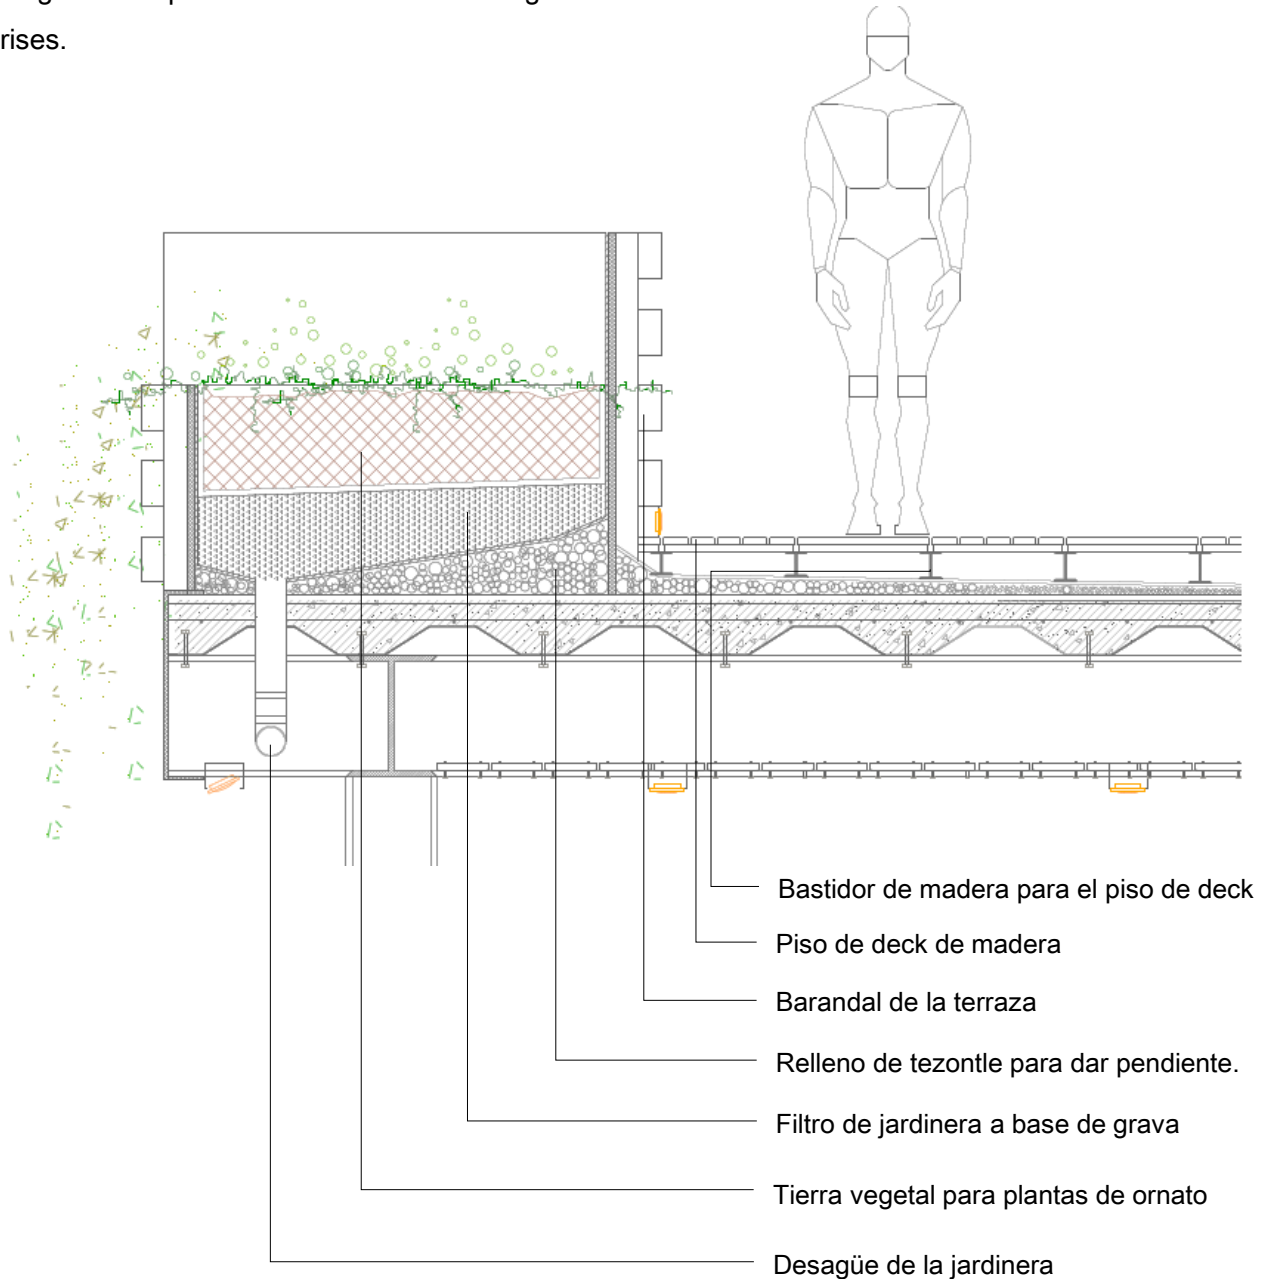 rises.
Bastidor de madera para el piso de deck
Piso de deck de madera
Barandal de la terraza
Relleno de tezontle para dar pendiente.
Filtro de jardinera a base de grava
Tierra vegetal para plantas de ornato
Desagüe de la jardinera